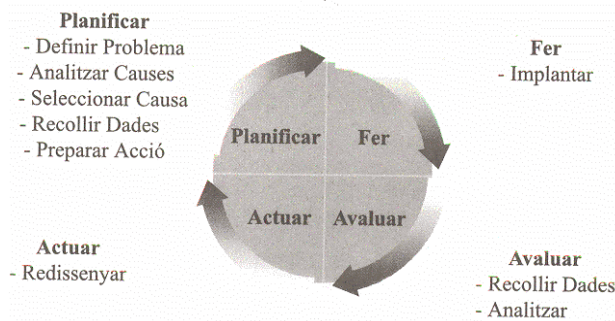 Planificar
- Definir Problema
- Analitzar Causes
- Seleccionar Causa
- Recollir Dades
- Preparar Acció
Fer
- Implantar
Planificar
Fer
Actuar
Avaluar
Actuar
- Redissenyar
Avaluar
- Recollir Dades
- Analitzar